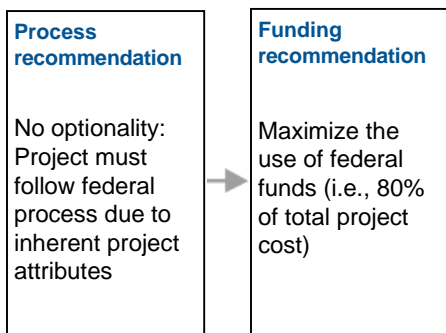 Process
recommendation
No optionality:
Project must
follow federal
process due to
inherent project
attributes
Funding
recommendation
Maximize the
use of federal
funds (i.e., 80%
of total project
cost)